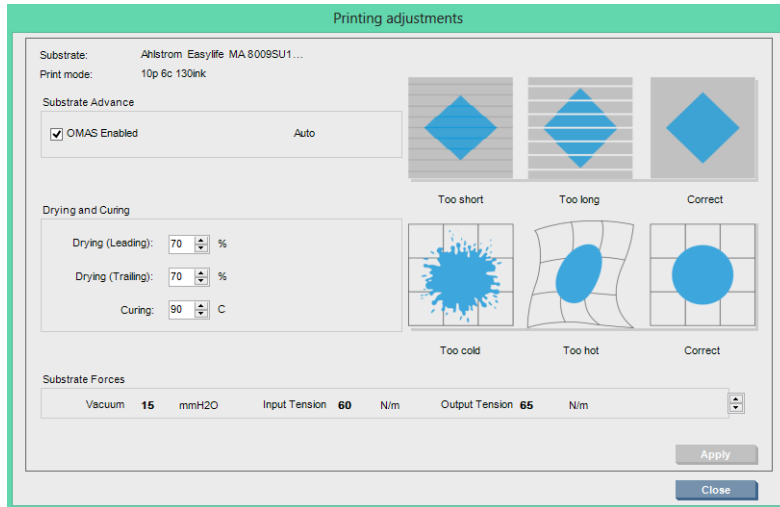 Printing adjustments
Substrate: Ahlstrom Easylife MA 8009SU1...
Print mode: 10p 6c 130ink
Substrate Advance
OMAS Enabled Auto
Too short Too long Correct
Drying and Curing
Drying (Leading): 70 %
Drying (Trailing): 70 %
Curing: 90 C
Too cold Too hot Correct
Substrate Forces
Vacuum 15 mmH2O Input Tension 60 N/m Output Tension 65 N/m
Apply
Close